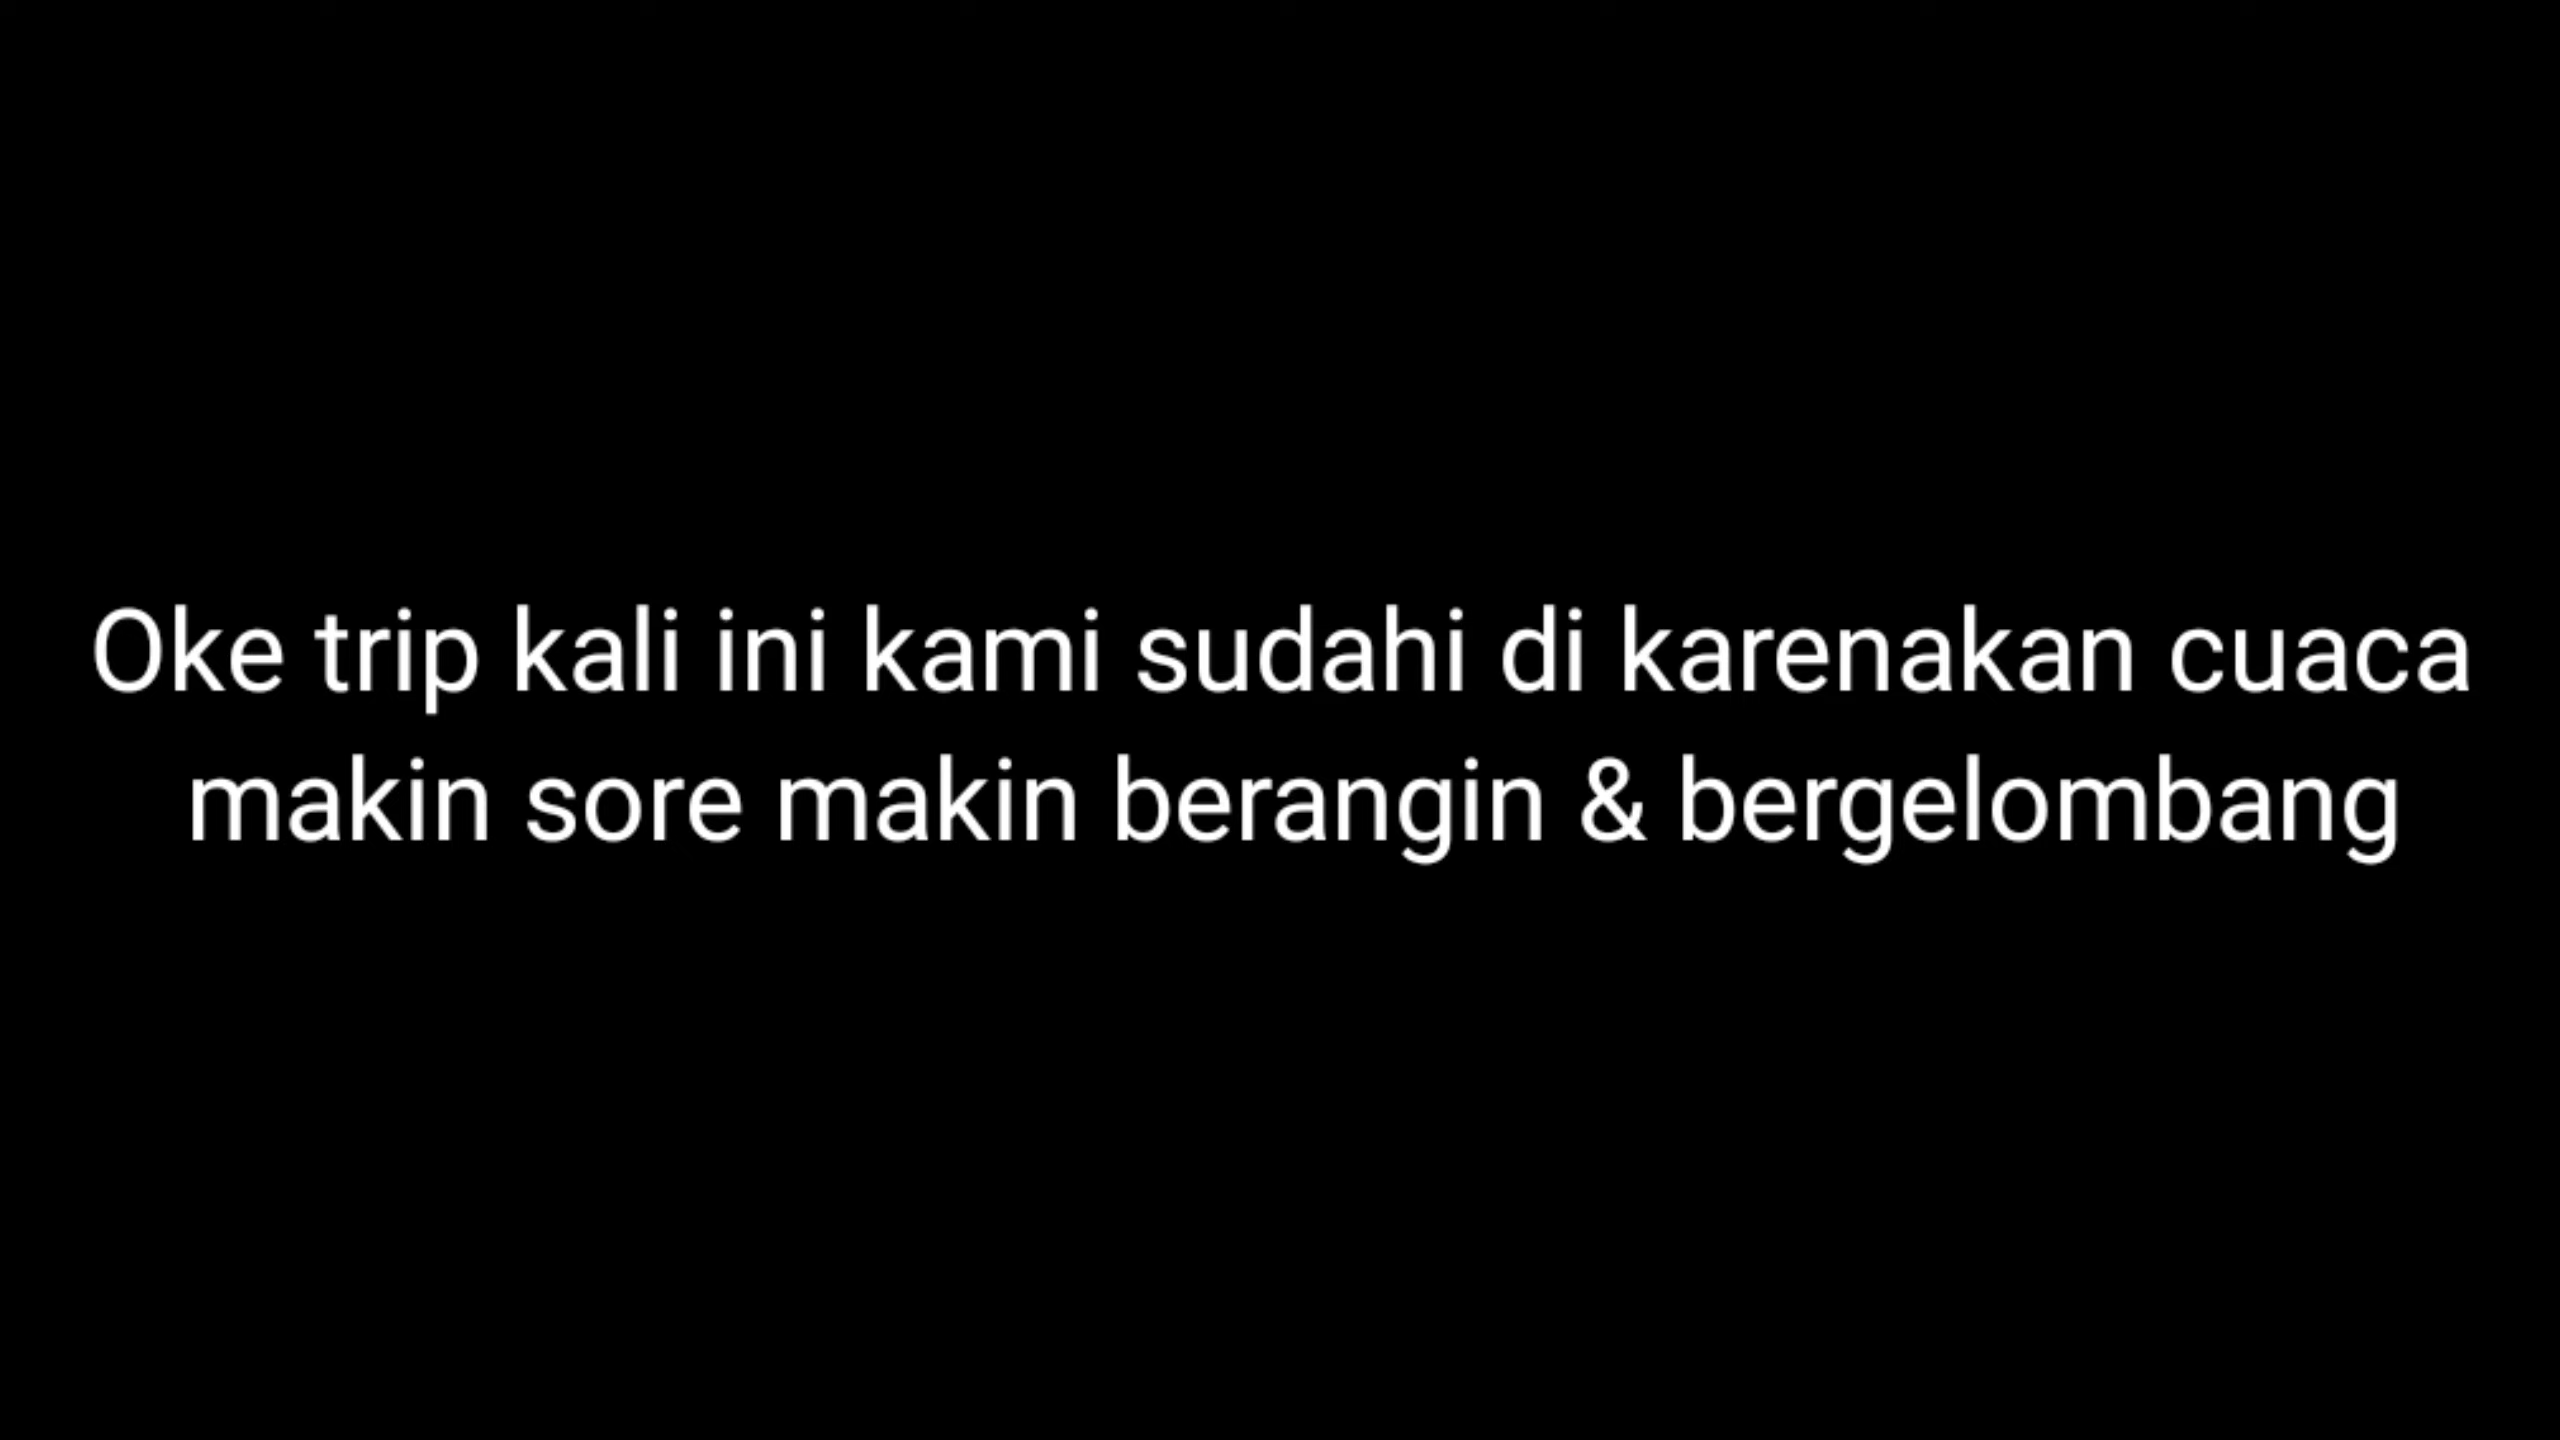 Oke trip kali ini kami sudahi di karenakan cuaca
makin sore makin berangin & bergelombang